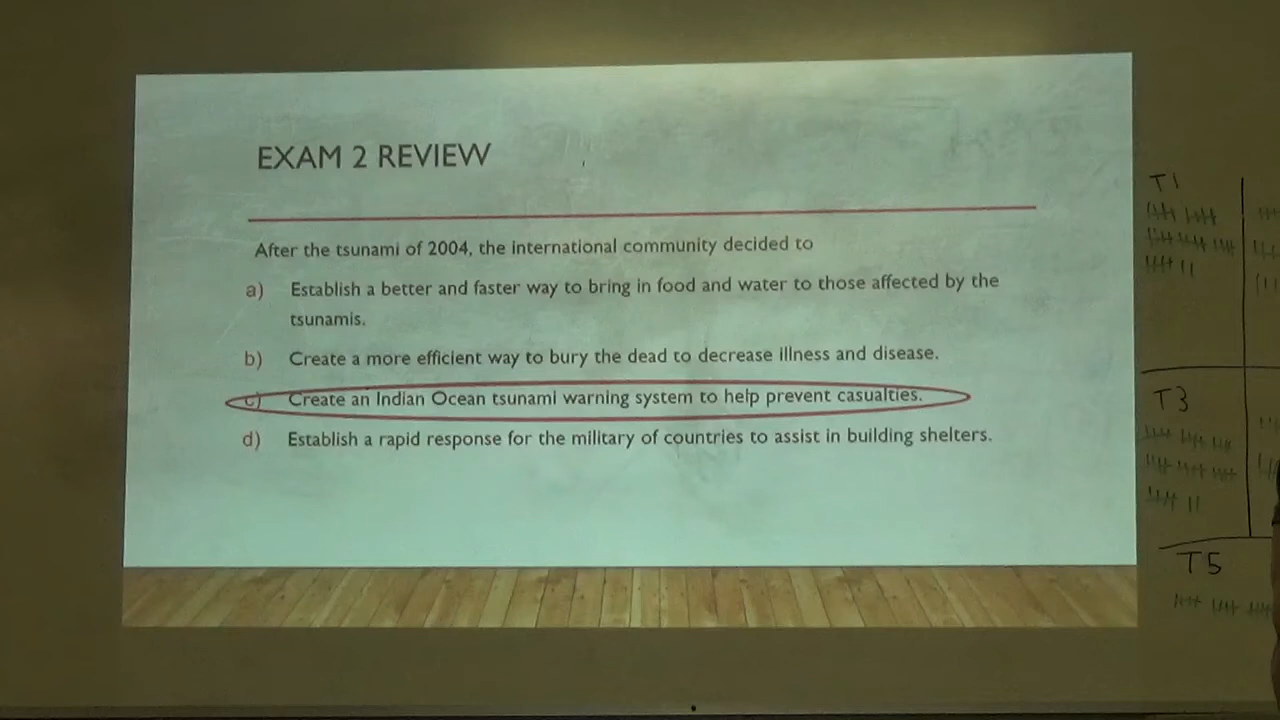 EXAM 2 REVIEW
After the tsunami of 2004, the international community decided to
a) Establish a better and faster way to bring in food and water to those affected by the
tsunamis.
b) Create a more efficient way to bury the dead to decrease illness and disease.
c) Create an Indian Ocean tsunami warning system to help prevent casualties.
d) Establish a rapid response for the military of countries to assist in building shelters.
T1
T3
T5